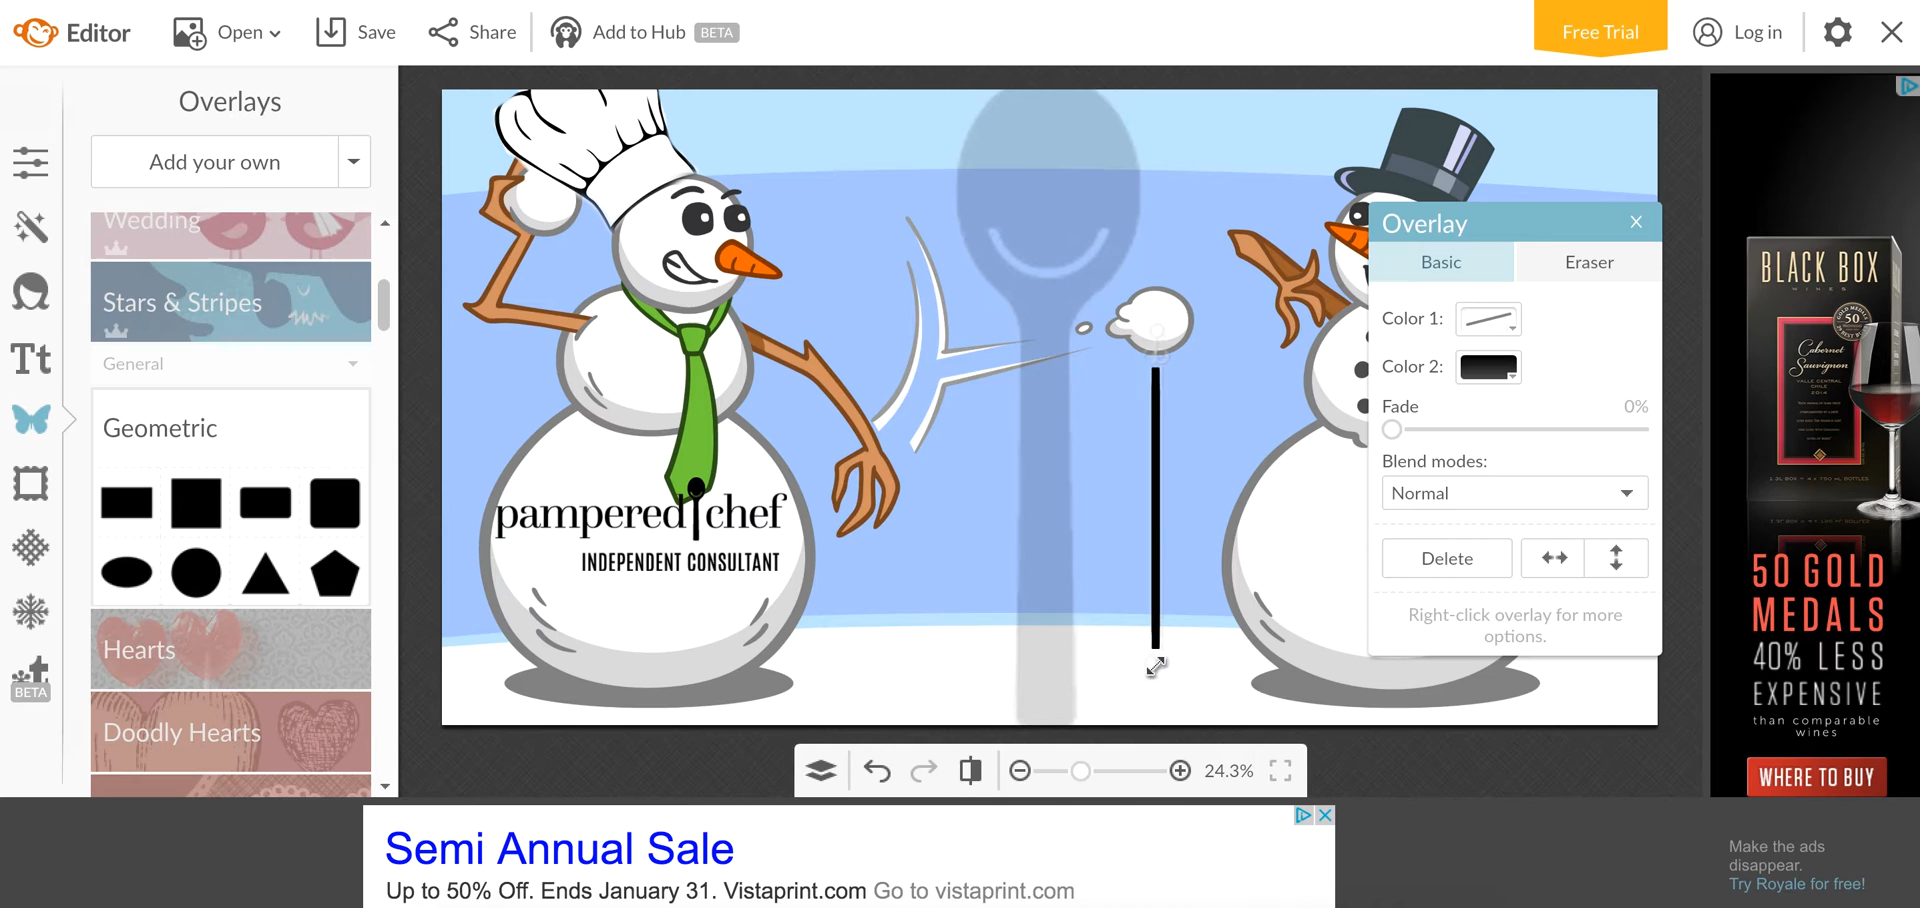 Editor
Open
Save
Share
Add to Hub BETA
Free Trial
Log in
Overlays
Add your own
Wedding
Stars & Stripes
General
Geometric
Hearts
Doodly Hearts
BETA
pampered chef
INDEPENDENT CONSULTANT
Overlay
Basic
Eraser
Color 1:
Color 2:
Fade
0%
Blend modes:
Normal
Delete
Right-click overlay for more
options.
24.3%
BLACK BOX
WINES
50
Cabernet
Sauvignon
50 GOLD
MEDALS
40% LESS
EXPENSIVE
than comparable
wines
WHERE TO BUY
Semi Annual Sale
Up to 50% Off. Ends January 31. Vistaprint.com Go to vistaprint.com
Make the ads
disappear.
Try Royale for free!